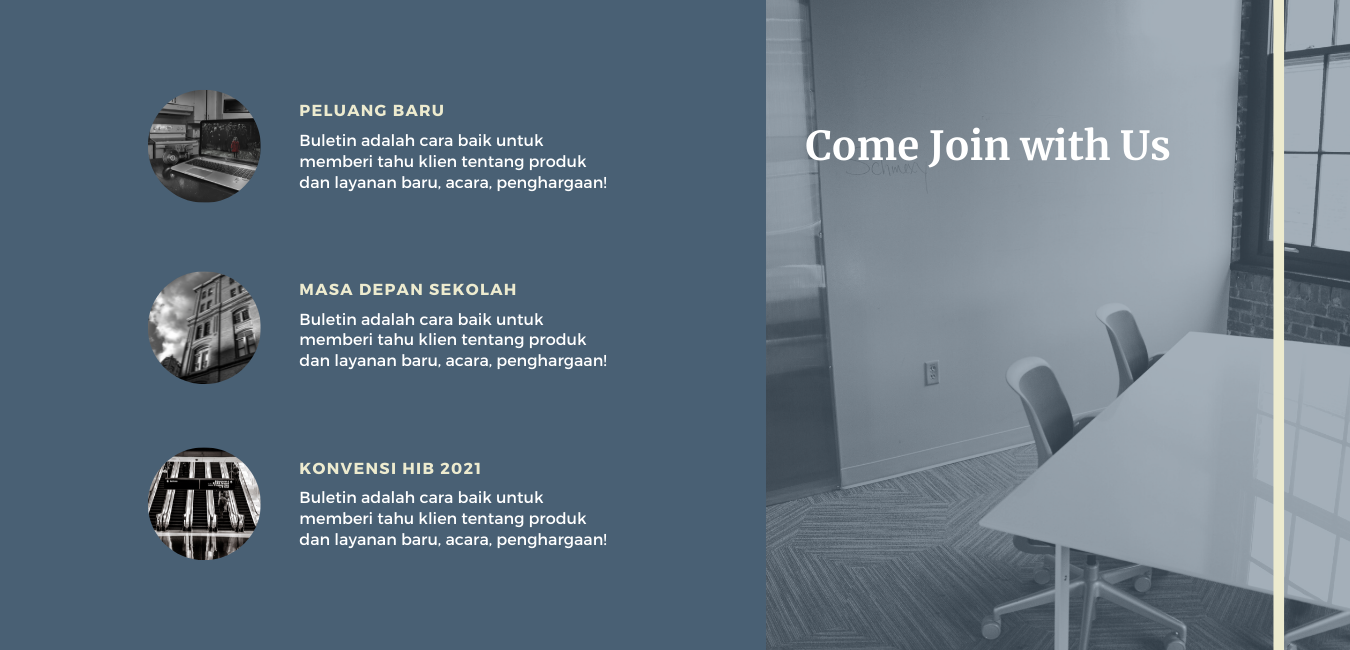 PELUANG BARU
Buletin adalah cara baik untuk
memberi tahu klien tentang produk
dan layanan baru, acara, penghargaan!
MASA DEPAN SEKOLAH
Buletin adalah cara baik untuk
memberi tahu klien tentang produk
dan layanan baru, acara, penghargaan!
KONVENSI HIB 2021
Buletin adalah cara baik untuk
memberi tahu klien tentang produk
dan layanan baru, acara, penghargaan!
Come Join with Us